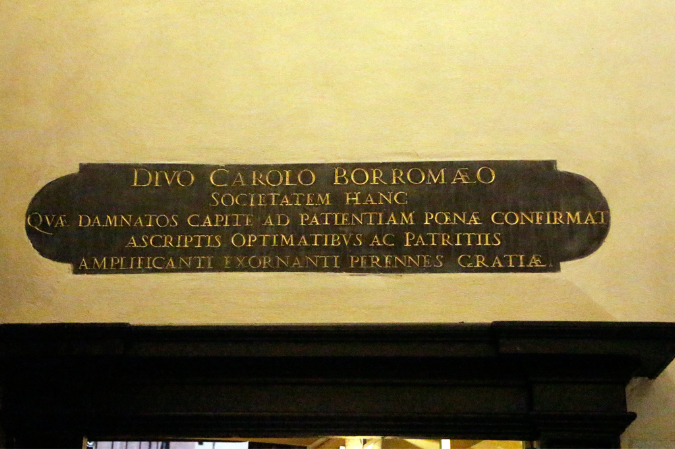 DIVO CAROLO BORROMÆO
SOCIETATEM HANC
QVÆ DAMNATOS CAPITE AD PATIENTIAM PŒNÆ CONFIRMAT
ASCRIPTIS OPTIMATIBVS AC PATRITIIS
AMPLIFICANTI EXORNANTI PERENNES GRATIÆ